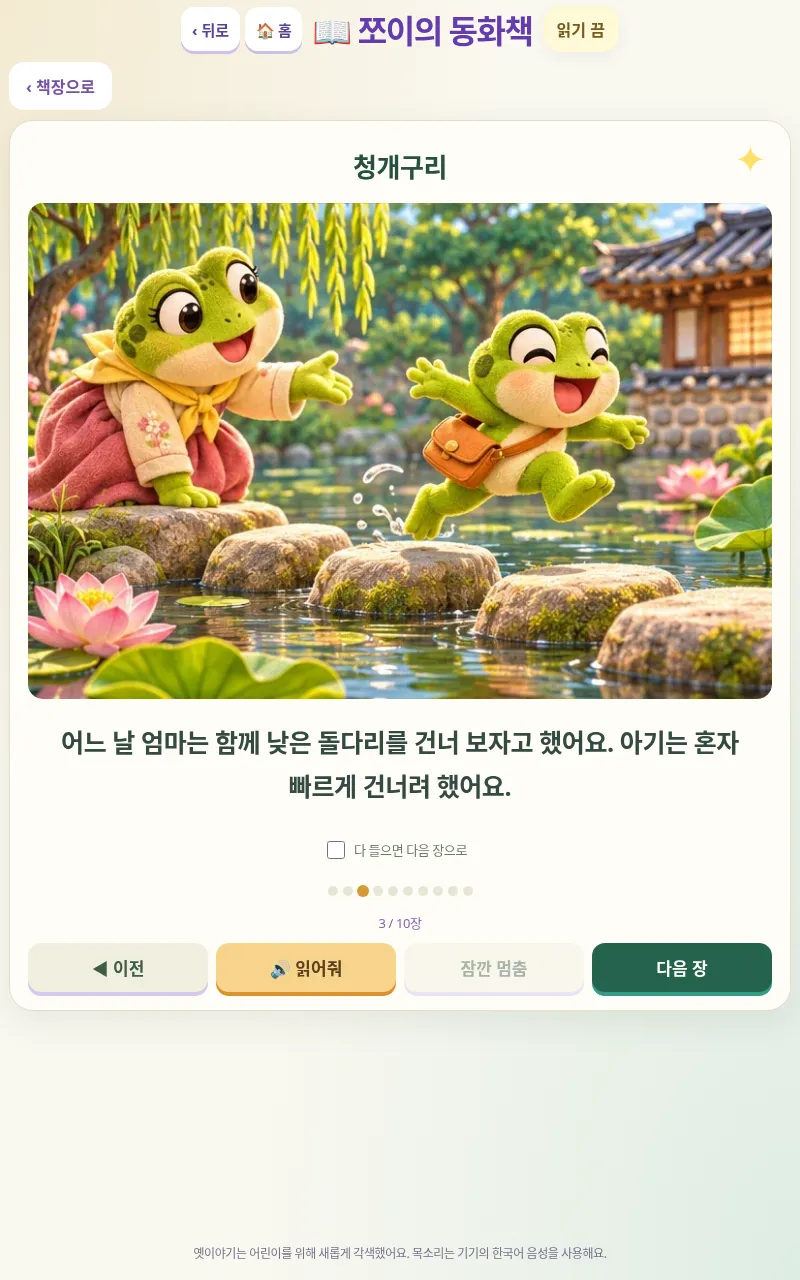 ‹ 뒤로
🏠 홈
📖 쪼이의 동화책
읽기 끔
‹ 책장으로
청개구리
어느 날 엄마는 함께 낮은 돌다리를 건너 보자고 했어요. 아기는 혼자
빠르게 건너려 했어요.
다 들으면 다음 장으로
3 / 10장
◀ 이전
🔊 읽어줘
잠깐 멈춤
다음 장
옛이야기는 어린이를 위해 새롭게 각색했어요. 목소리는 기기의 한국어 음성을 사용해요.